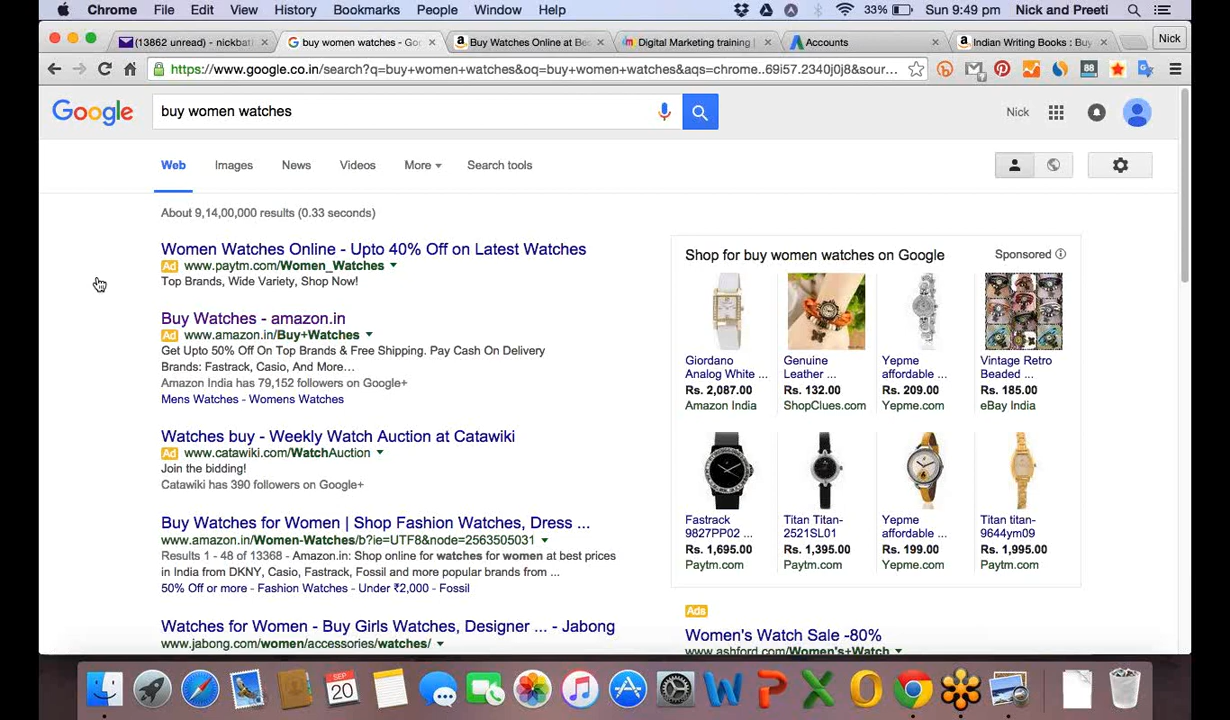 Chrome File Edit View History Bookmarks People Window Help 33% Sun 9:49 pm Nick and Preeti
(13862 unread) - nickbat buy women watches - Goo Buy Watches Online at Be Digital Marketing training | Accounts Indian Writing Books : Buy Nick
https://www.google.co.in/search?q=buy+women+watches&oq=buy+women+watches&aqs=chrome..69i57.2340j0j8&sour... 88
Google buy women watches Nick
Web Images News Videos More Search tools
About 9,14,00,000 results (0.33 seconds)
Women Watches Online - Upto 40% Off on Latest Watches
Ad www.paytm.com/Women_Watches
Top Brands, Wide Variety, Shop Now!
Buy Watches - amazon.in
Ad www.amazon.in/Buy+Watches
Get Upto 50% Off On Top Brands & Free Shipping. Pay Cash On Delivery
Brands: Fastrack, Casio, And More...
Amazon India has 79,152 followers on Google+
Mens Watches - Womens Watches
Watches buy - Weekly Watch Auction at Catawiki
Ad www.catawiki.com/WatchAuction
Join the bidding!
Catawiki has 390 followers on Google+
Buy Watches for Women | Shop Fashion Watches, Dress ...
www.amazon.in/Women-Watches/b?ie=UTF8&node=2563505031
Results 1 - 48 of 13368 - Amazon.in: Shop online for watches for women at best prices
in India from DKNY, Casio, Fastrack, Fossil and more popular brands from ...
50% Off or more - Fashion Watches - Under ₹2,000 - Fossil
Watches for Women - Buy Girls Watches, Designer ... - Jabong
www.jabong.com/women/accessories/watches/
Shop for buy women watches on Google Sponsored
Giordano Genuine Yepme Vintage Retro
Analog White ... Leather ... affordable ... Beaded ...
Rs. 2,087.00 Rs. 132.00 Rs. 209.00 Rs. 185.00
Amazon India ShopClues.com Yepme.com eBay India
Fastrack Titan Titan- Yepme Titan titan-
9827PP02 ... 2521SL01 affordable ... 9644ym09
Rs. 1,695.00 Rs. 1,395.00 Rs. 199.00 Rs. 1,995.00
Paytm.com Paytm.com Yepme.com Paytm.com
Ads
Women's Watch Sale -80%
www.ashford.com/Women's+Watch
SEP
20
W P X O